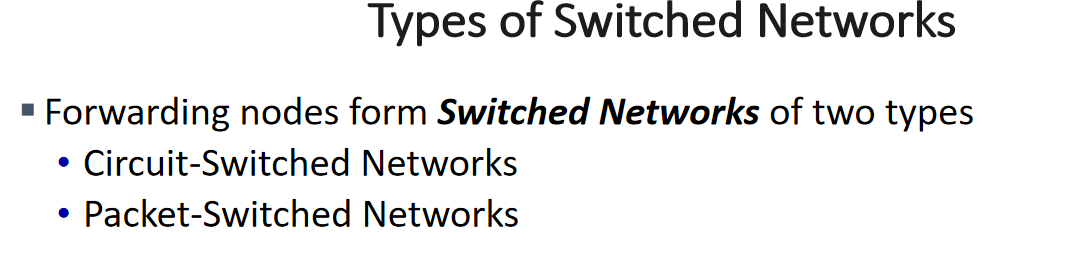 Types of Switched Networks
▪ Forwarding nodes form Switched Networks of two types
• Circuit-Switched Networks
• Packet-Switched Networks